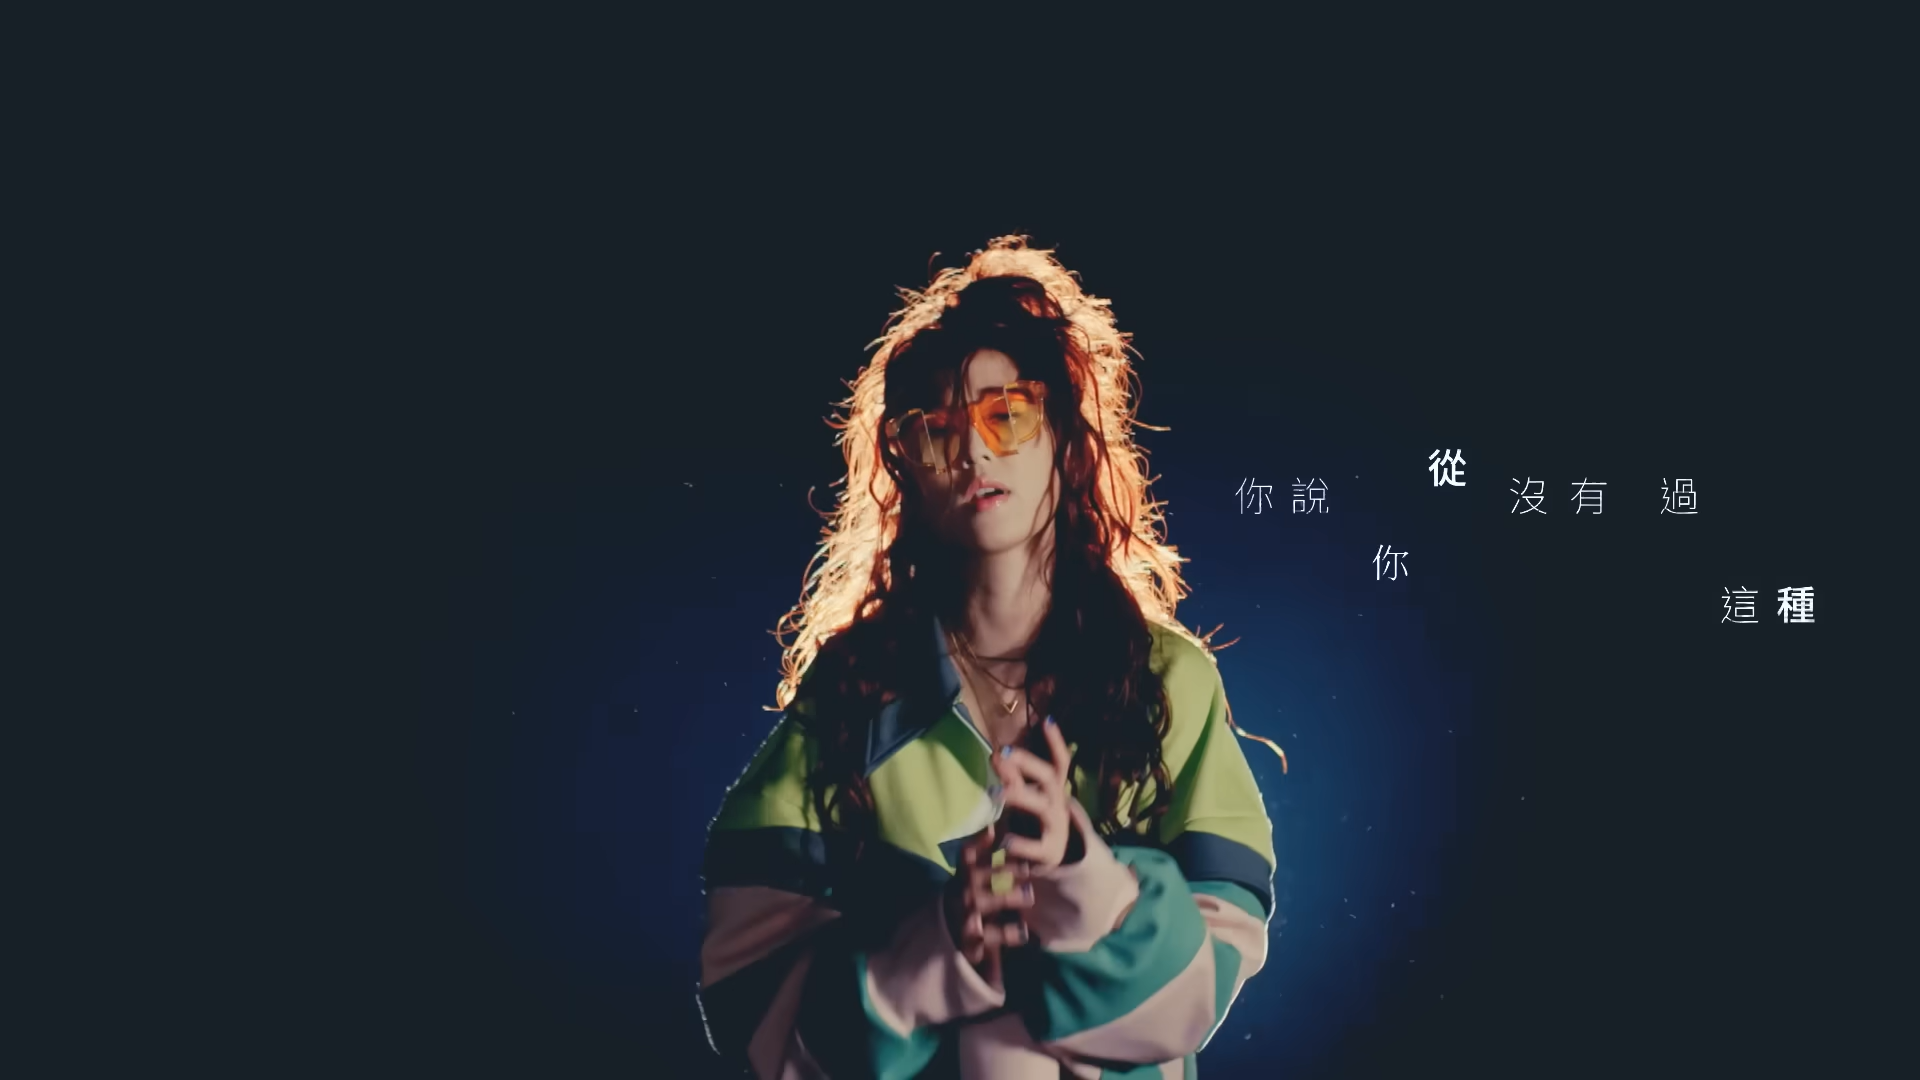 你說 你 從 沒有 過
這種